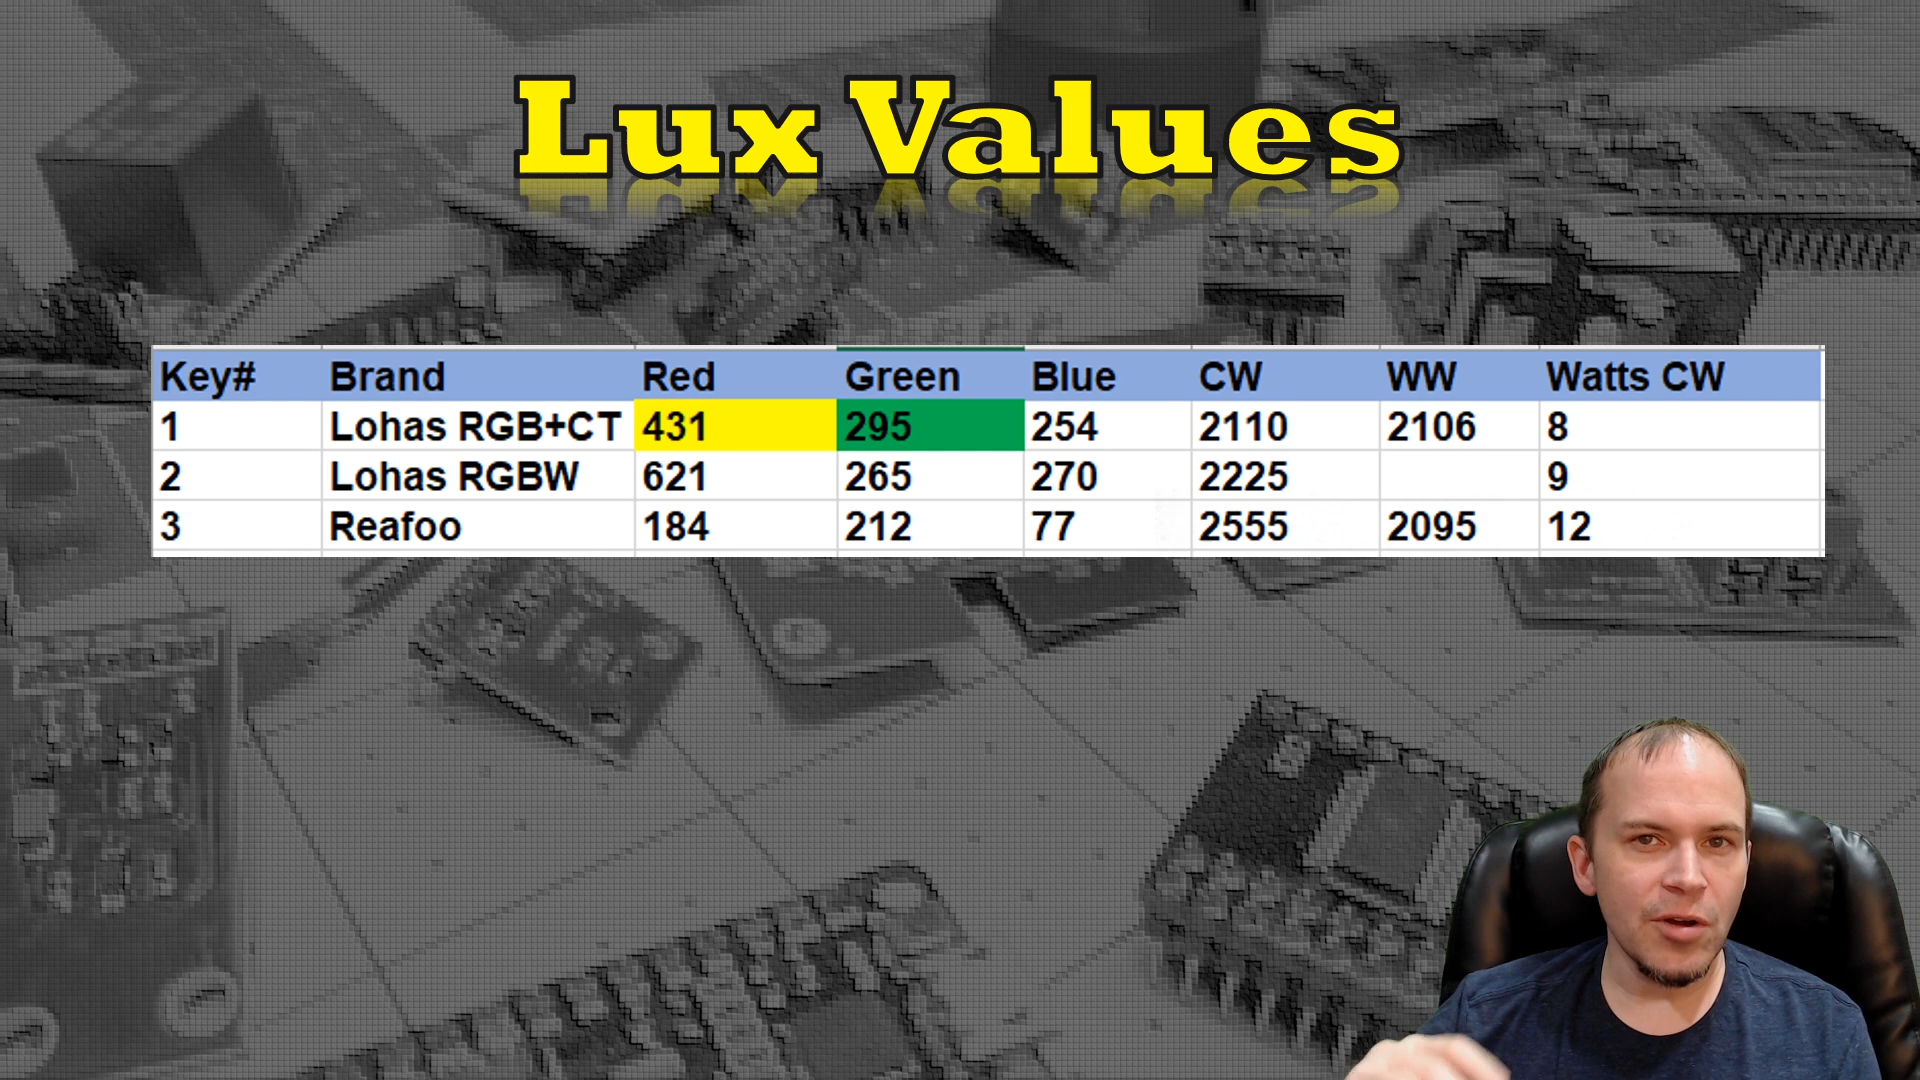 Lux Values
Key# Brand Red Green Blue CW WW Watts CW
1 Lohas RGB+CT 431 295 254 2110 2106 8
2 Lohas RGBW 621 265 270 2225 9
3 Reafoo 184 212 77 2555 2095 12